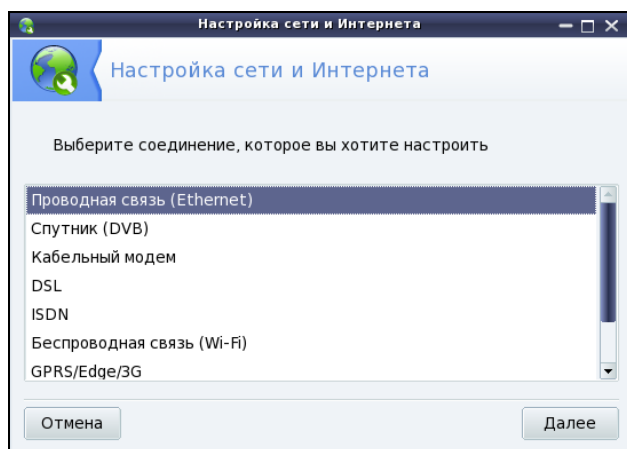 Настройка сети и Интернета
Настройка сети и Интернета
Выберите соединение, которое вы хотите настроить
Проводная связь (Ethernet)
Спутник (DVB)
Кабельный модем
DSL
ISDN
Беспроводная связь (Wi-Fi)
GPRS/Edge/3G
Отмена
Далее